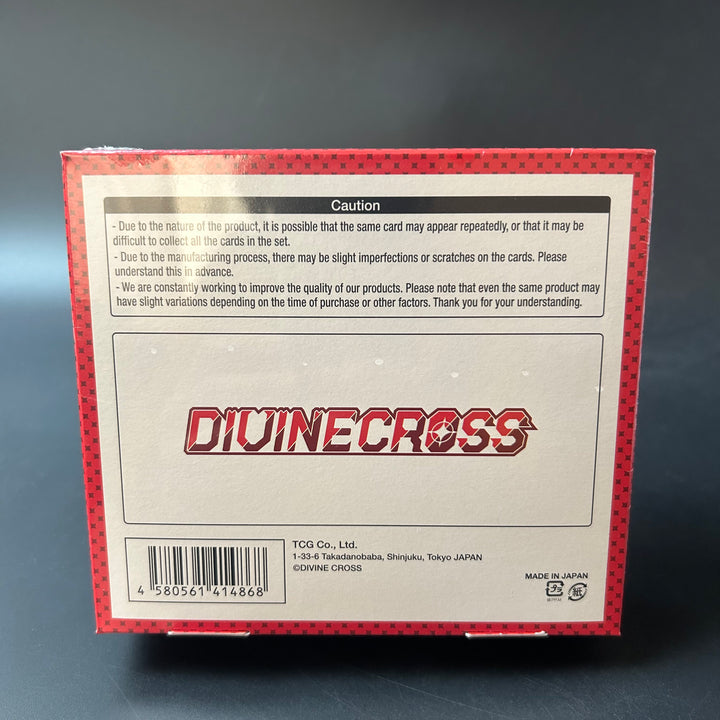 Caution
- Due to the nature of the product, it is possible that the same card may appear repeatedly, or that it may be
difficult to collect all the cards in the set.
- Due to the manufacturing process, there may be slight imperfections or scratches on the cards. Please
understand this in advance.
- We are constantly working to improve the quality of our products. Please note that even the same product may
have slight variations depending on the time of purchase or other factors. Thank you for your understanding.
DIVINECROSS
TCG Co., Ltd.
1-33-6 Takadanobaba, Shinjuku, Tokyo JAPAN
©DIVINE CROSS
4 580561 414868
MADE IN JAPAN
プラ
紙